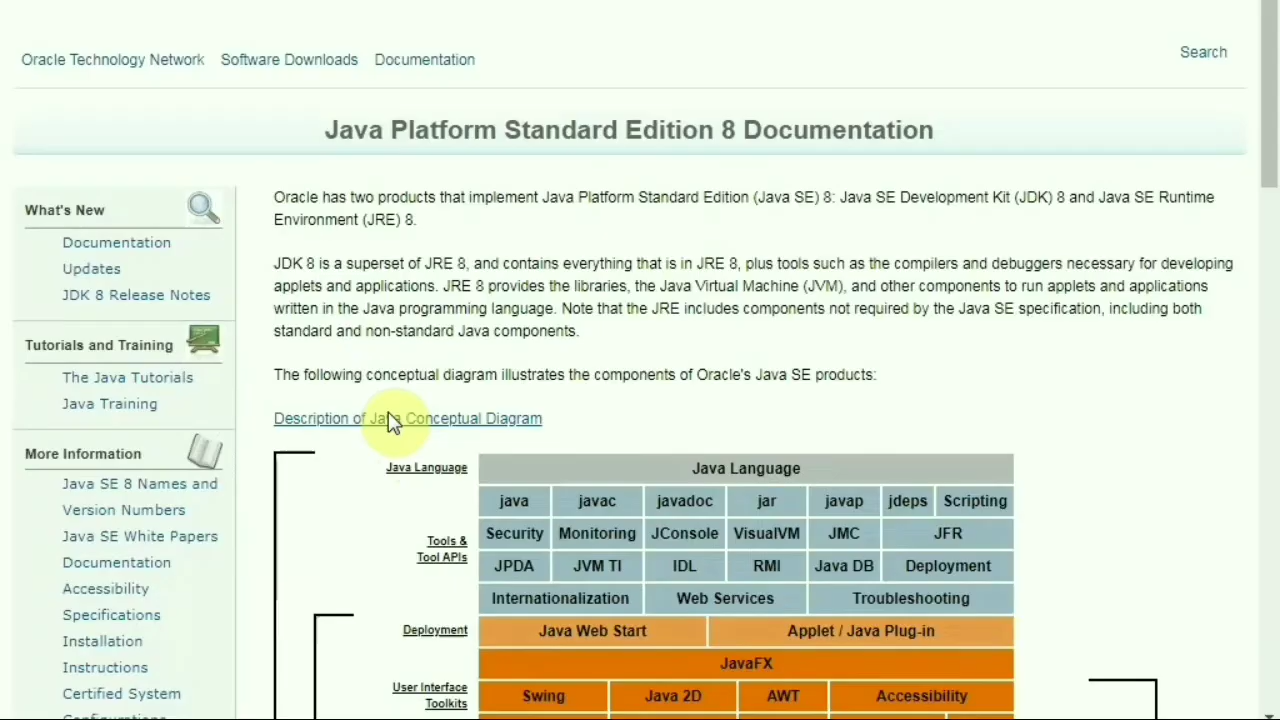 Oracle Technology Network Software Downloads Documentation
Search
Java Platform Standard Edition 8 Documentation
What's New
Documentation
Updates
JDK 8 Release Notes
Tutorials and Training
The Java Tutorials
Java Training
More Information
Java SE 8 Names and
Version Numbers
Java SE White Papers
Documentation
Accessibility
Specifications
Installation
Instructions
Certified System
Oracle has two products that implement Java Platform Standard Edition (Java SE) 8: Java SE Development Kit (JDK) 8 and Java SE Runtime
Environment (JRE) 8.
JDK 8 is a superset of JRE 8, and contains everything that is in JRE 8, plus tools such as the compilers and debuggers necessary for developing
applets and applications. JRE 8 provides the libraries, the Java Virtual Machine (JVM), and other components to run applets and applications
written in the Java programming language. Note that the JRE includes components not required by the Java SE specification, including both
standard and non-standard Java components.
The following conceptual diagram illustrates the components of Oracle's Java SE products:
Description of Java Conceptual Diagram
Java Language Java Language
java javac javadoc jar javap jdeps Scripting
Tools &
Tool APIs
Security Monitoring JConsole VisualVM JMC JFR
JPDA JVM TI IDL RMI Java DB Deployment
Internationalization Web Services Troubleshooting
Deployment Java Web Start Applet / Java Plug-in
JavaFX
User Interface
Toolkits
Swing Java 2D AWT Accessibility